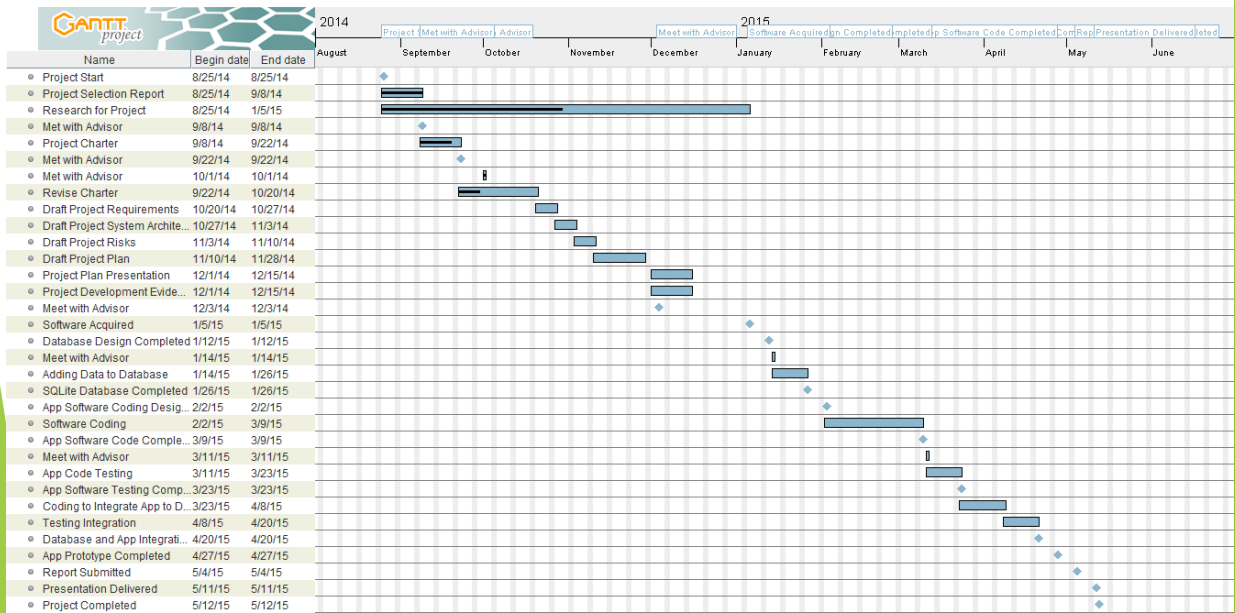 GANTT
project
2014
2015
Project S Met with Advisor Advisor Meet with Advisor Software Acquired gn Completed mpleted p Software Code Completed Com Rep Presentation Delivered leted
Name Begin date End date
August September October November December January February March April May June
Project Start 8/25/14 8/25/14
Project Selection Report 8/25/14 9/8/14
Research for Project 8/25/14 1/5/15
Met with Advisor 9/8/14 9/8/14
Project Charter 9/8/14 9/22/14
Met with Advisor 9/22/14 9/22/14
Met with Advisor 10/1/14 10/1/14
Revise Charter 9/22/14 10/20/14
Draft Project Requirements 10/20/14 10/27/14
Draft Project System Archite... 10/27/14 11/3/14
Draft Project Risks 11/3/14 11/10/14
Draft Project Plan 11/10/14 11/28/14
Project Plan Presentation 12/1/14 12/15/14
Project Development Evide... 12/1/14 12/15/14
Meet with Advisor 12/3/14 12/3/14
Software Acquired 1/5/15 1/5/15
Database Design Completed 1/12/15 1/12/15
Meet with Advisor 1/14/15 1/14/15
Adding Data to Database 1/14/15 1/26/15
SQLite Database Completed 1/26/15 1/26/15
App Software Coding Desig... 2/2/15 2/2/15
Software Coding 2/2/15 3/9/15
App Software Code Comple... 3/9/15 3/9/15
Meet with Advisor 3/11/15 3/11/15
App Code Testing 3/11/15 3/23/15
App Software Testing Comp... 3/23/15 3/23/15
Coding to Integrate App to D... 3/23/15 4/8/15
Testing Integration 4/8/15 4/20/15
Database and App Integrati... 4/20/15 4/20/15
App Prototype Completed 4/27/15 4/27/15
Report Submitted 5/4/15 5/4/15
Presentation Delivered 5/11/15 5/11/15
Project Completed 5/12/15 5/12/15